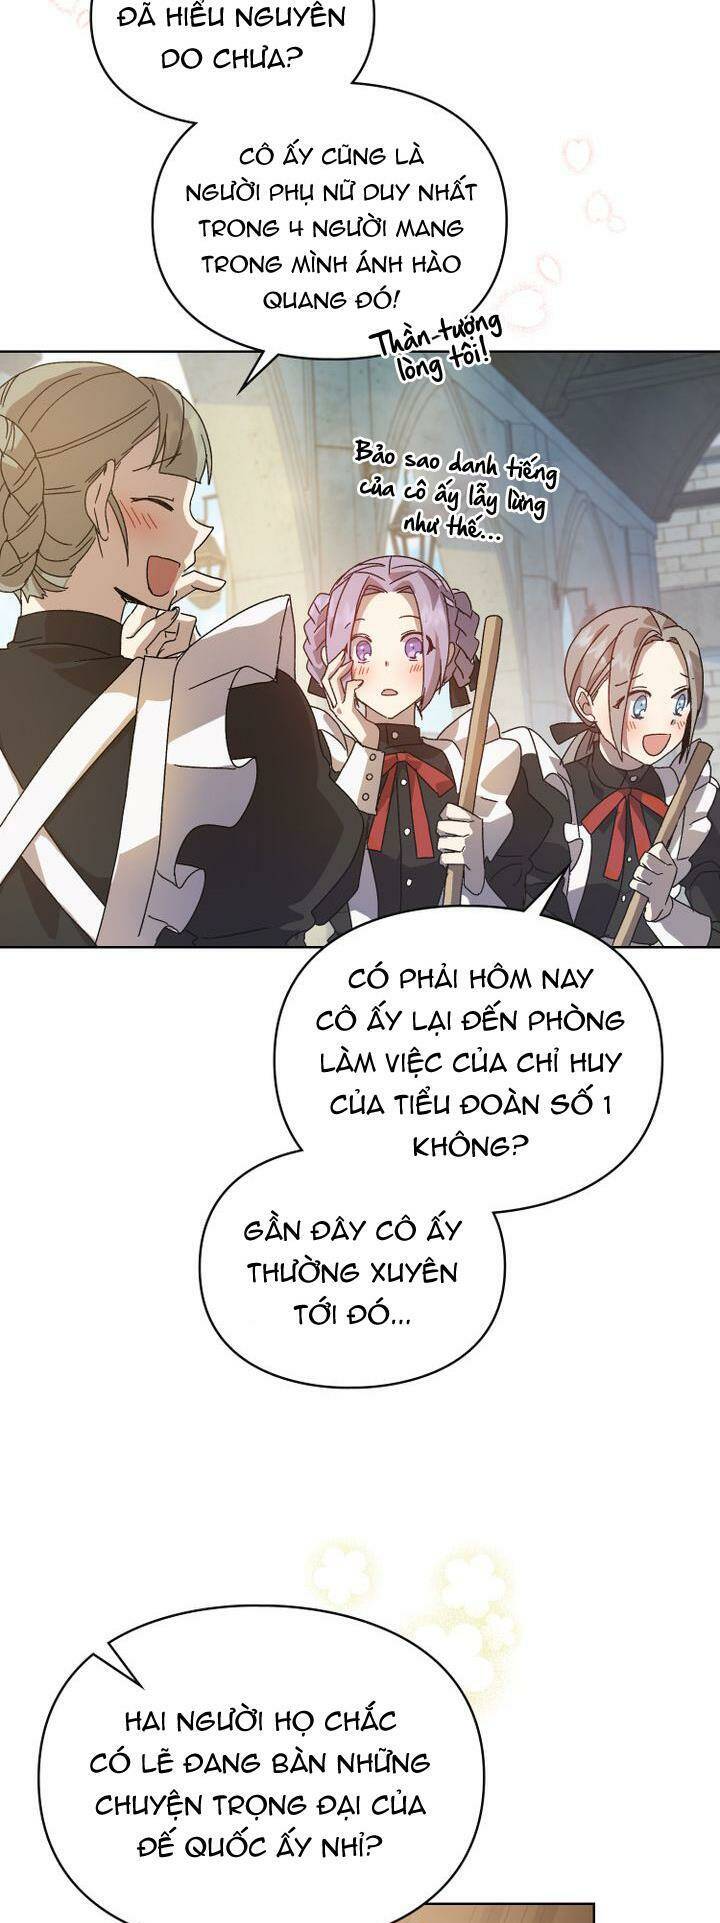 ĐÃ HIỂU NGUYÊN
DO CHƯA?
CÔ ẤY CŨNG LÀ
NGƯỜI PHỤ NỮ DUY NHẤT
TRONG 4 NGƯỜI MANG
TRONG MÌNH ÁNH HÀO
QUANG ĐÓ!
Thần-tướng
lòng tôi!
Bảo sao danh tiếng
của cô ấy lẫy lừng
như thế...
CÓ PHẢI HÔM NAY
CÔ ẤY LẠI ĐẾN PHÒNG
LÀM VIỆC CỦA CHỈ HUY
CỦA TIỂU ĐOÀN SỐ 1
KHÔNG?
GẦN ĐÂY CÔ ẤY
THƯỜNG XUYÊN
TỚI ĐÓ...
HAI NGƯỜI HỌ CHẮC
CÓ LẼ ĐANG BÀN NHỮNG
CHUYỆN TRỌNG ĐẠI CỦA
ĐẾ QUỐC ẤY NHỈ?